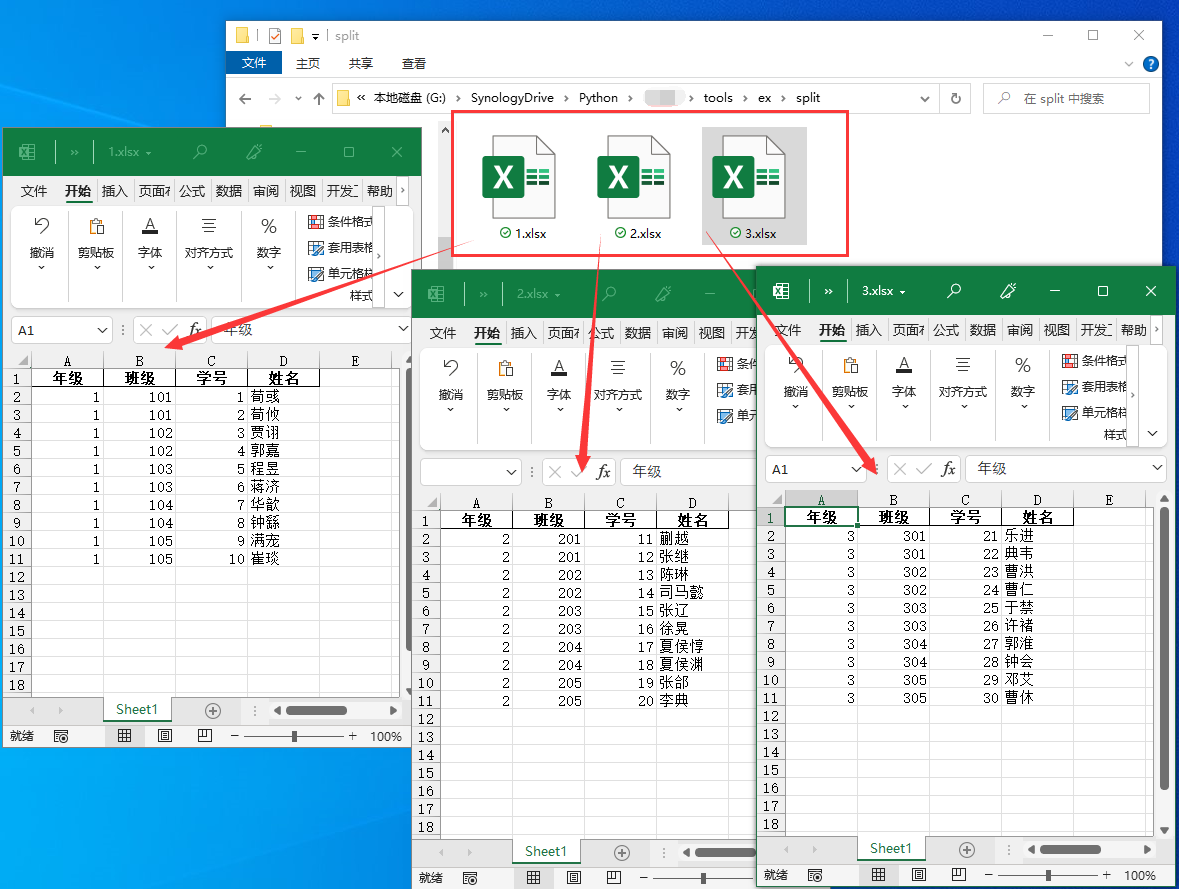 split
文件 主页 共享 查看
« 本地磁盘 (G:) › SynologyDrive › Python › › tools › ex › split
在 split 中搜索
1.xlsx 2.xlsx 3.xlsx
1.xlsx
文件 开始 插入 页面布 公式 数据 审阅 视图 开发工 帮助
撤消 剪贴板 字体 对齐方式 数字
条件格式
套用表格
单元格样
样式
A1 fx 年级
A B C D E
1 年级 班级 学号 姓名
2 1 101 1 荀彧
3 1 101 2 荀攸
4 1 102 3 贾诩
5 1 102 4 郭嘉
6 1 103 5 程昱
7 1 103 6 蒋济
8 1 104 7 华歆
9 1 104 8 钟繇
10 1 105 9 满宠
11 1 105 10 崔琰
12
13
14
15
16
17
18
Sheet1
就绪 100%
2.xlsx
文件 开始 插入 页面布 公式 数据 审阅 视图 开发
撤消 剪贴板 字体 对齐方式 数字
条件
套用
单元
fx 年级
A B C D
1 年级 班级 学号 姓名
2 2 201 11 蒯越
3 2 201 12 张继
4 2 202 13 陈琳
5 2 202 14 司马懿
6 2 203 15 张辽
7 2 203 16 徐晃
8 2 204 17 夏侯惇
9 2 204 18 夏侯渊
10 2 205 19 张郃
11 2 205 20 李典
12
13
14
15
16
17
18
Sheet1
就绪
3.xlsx
文件 开始 插入 页面布 公式 数据 审阅 视图 开发工 帮助
撤消 剪贴板 字体 对齐方式 数字
条件格式
套用表格
单元格样
样式
A1 fx 年级
A B C D E
1 年级 班级 学号 姓名
2 3 301 21 乐进
3 3 301 22 典韦
4 3 302 23 曹洪
5 3 302 24 曹仁
6 3 303 25 于禁
7 3 303 26 许褚
8 3 304 27 郭淮
9 3 304 28 钟会
10 3 305 29 邓艾
11 3 305 30 曹休
12
13
14
15
16
17
18
Sheet1
就绪 100%